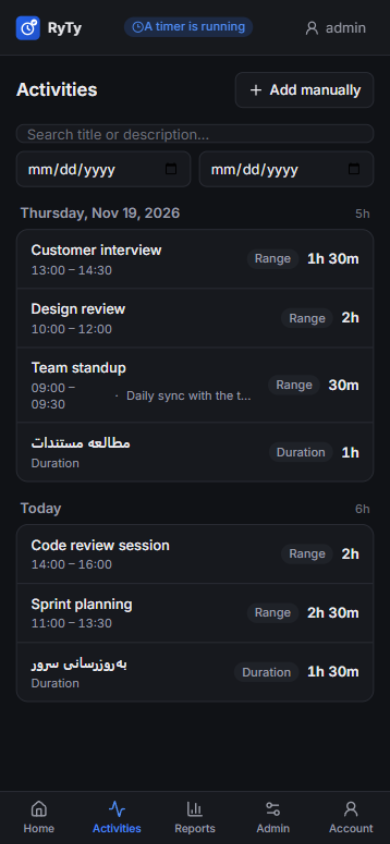 RyTy
A timer is running
admin
Activities
+ Add manually
Search title or description...
mm/dd/yyyy
mm/dd/yyyy
Thursday, Nov 19, 2026
5h
Customer interview
13:00 – 14:30
Range
1h 30m
Design review
10:00 – 12:00
Range
2h
Team standup
09:00 –
09:30
· Daily sync with the t...
Range
30m
مطالعه مستندات
Duration
Duration
1h
Today
6h
Code review session
14:00 – 16:00
Range
2h
Sprint planning
11:00 – 13:30
Range
2h 30m
به‌روزرسانی سرور
Duration
Duration
1h 30m
Home
Activities
Reports
Admin
Account